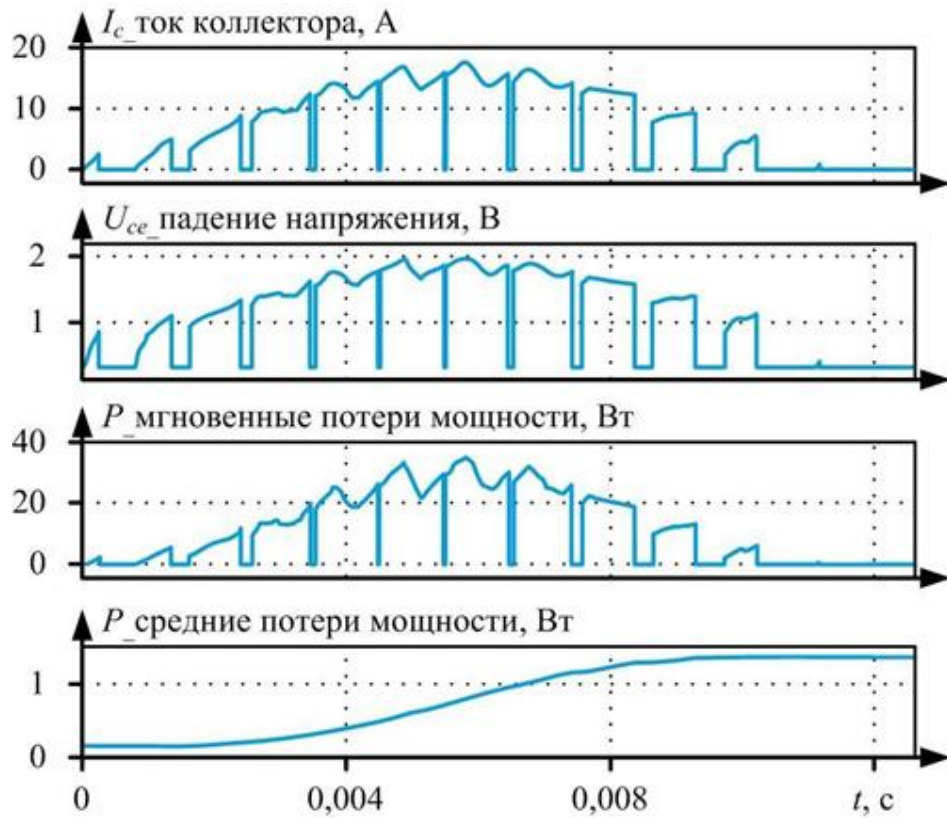 I_c_ток коллектора, А
20
10
0
U_ce_падение напряжения, В
2
1
P_мгновенные потери мощности, Вт
40
20
0
P_средние потери мощности, Вт
1
0
0 0,004 0,008 t, с